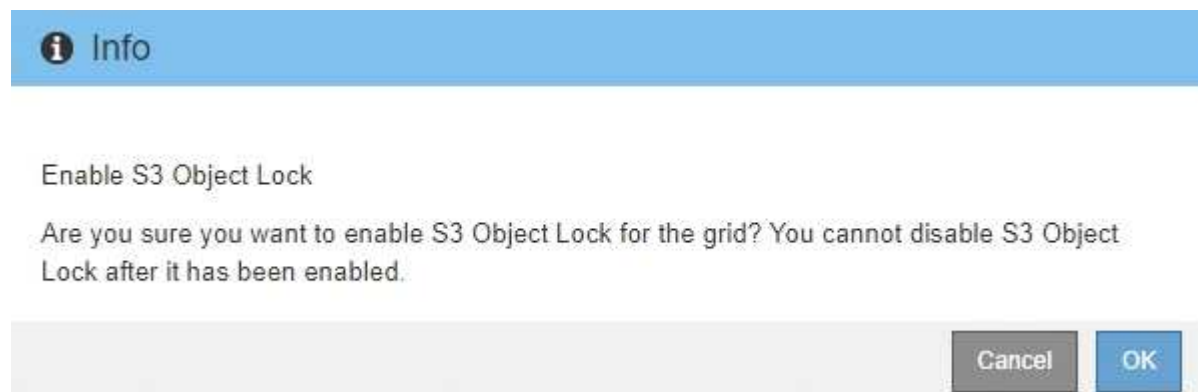 Info
Enable S3 Object Lock
Are you sure you want to enable S3 Object Lock for the grid? You cannot disable S3 Object
Lock after it has been enabled.
Cancel OK